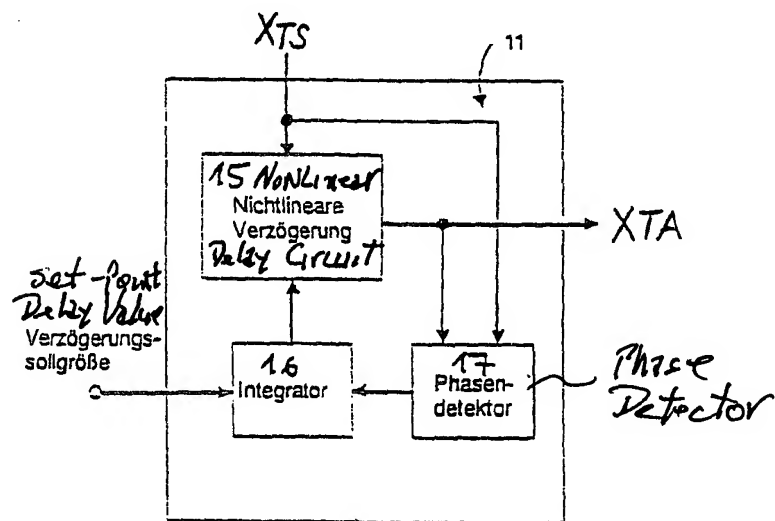 XTS
11
15 NonLinear
Nichtlineare
Verzögerung
Delay Circuit
XTA
Set-Point
Delay Value
Verzögerungs-
sollgröße
16
Integrator
17
Phasen-
detektor
Phase
Detector